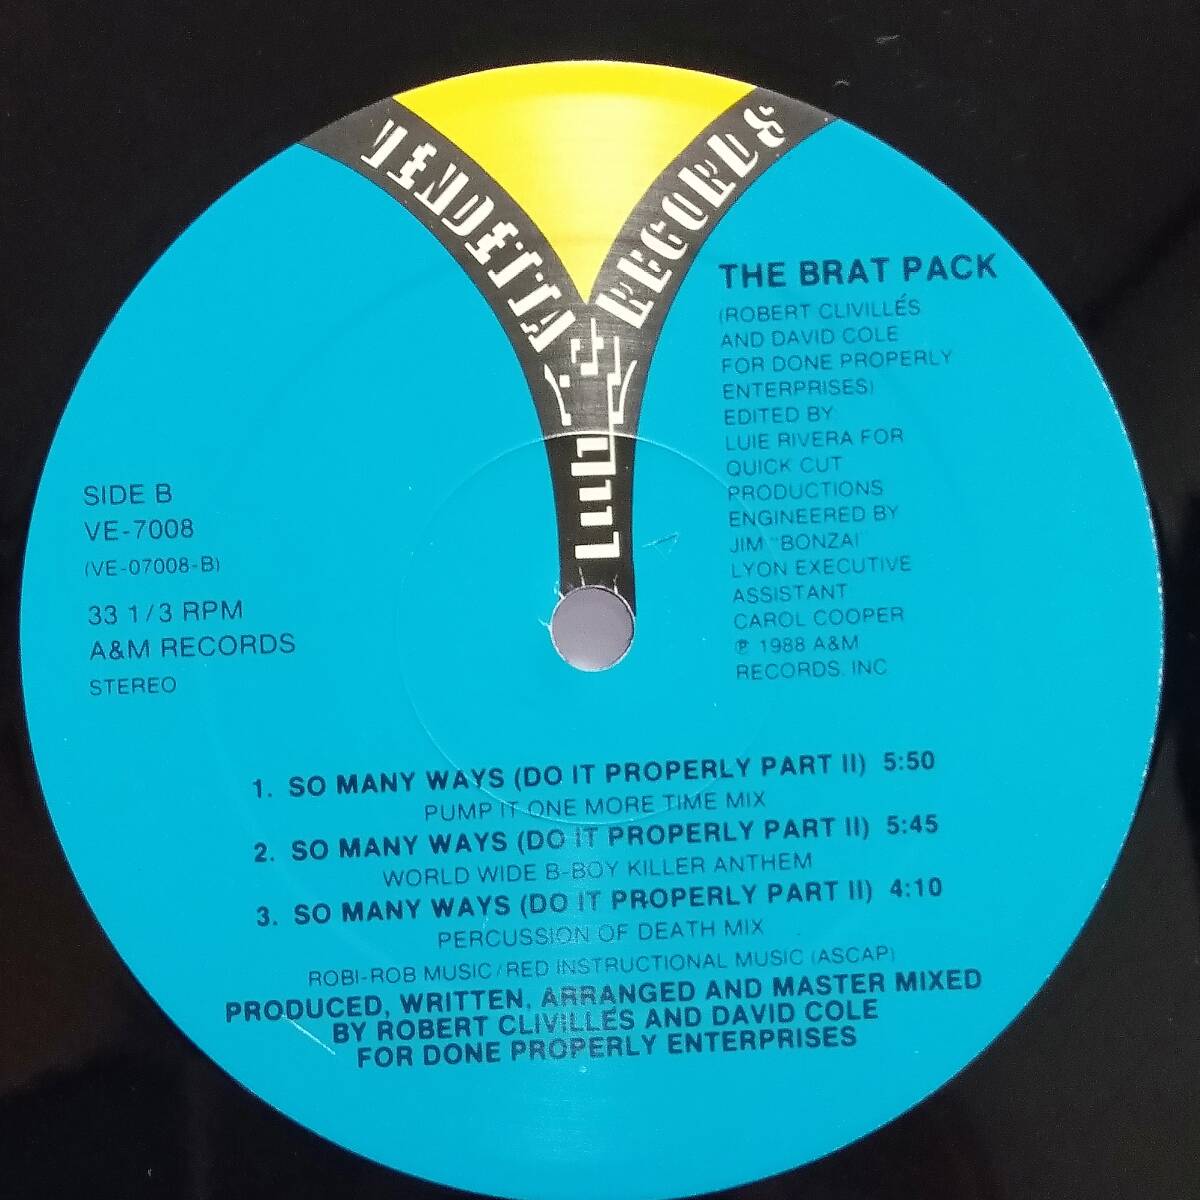 VENDETTA RECORDS
THE BRAT PACK
(ROBERT CLIVILLÉS
AND DAVID COLE
FOR DONE PROPERLY
ENTERPRISES)
EDITED BY
LUIE RIVERA FOR
QUICK CUT
PRODUCTIONS
ENGINEERED BY
JIM "BONZAI"
LYON EXECUTIVE
ASSISTANT
CAROL COOPER
℗ 1988 A&M
RECORDS, INC
SIDE B
VE-7008
(VE-07008-B)
33 1/3 RPM
A&M RECORDS
STEREO
1. SO MANY WAYS (DO IT PROPERLY PART II) 5:50
PUMP IT ONE MORE TIME MIX
2. SO MANY WAYS (DO IT PROPERLY PART II) 5:45
WORLD WIDE B-BOY KILLER ANTHEM
3. SO MANY WAYS (DO IT PROPERLY PART II) 4:10
PERCUSSION OF DEATH MIX
ROBI-ROB MUSIC/RED INSTRUCTIONAL MUSIC (ASCAP)
PRODUCED, WRITTEN, ARRANGED AND MASTER MIXED
BY ROBERT CLIVILLÉS AND DAVID COLE
FOR DONE PROPERLY ENTERPRISES